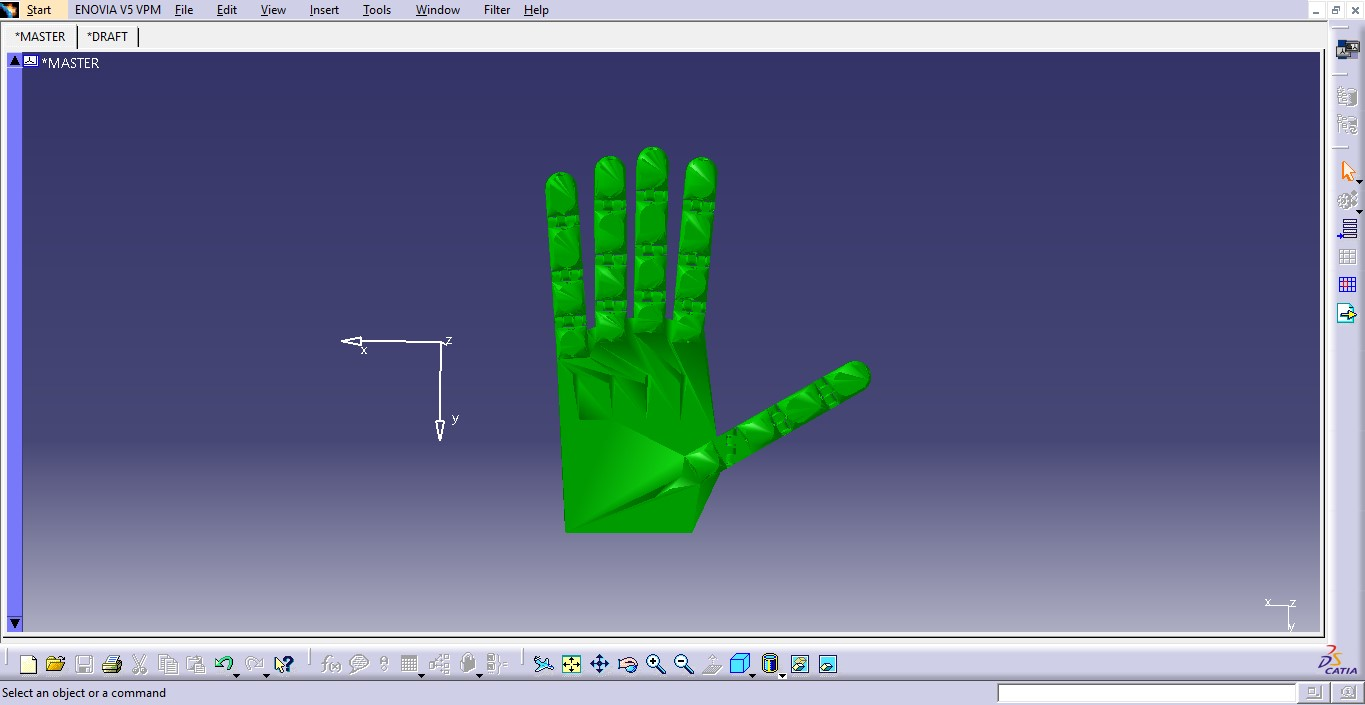 Start ENOVIA V5 VPM File Edit View Insert Tools Window Filter Help
*MASTER *DRAFT
*MASTER
z
x
y
x z
y
f(x)
?
DS CATIA
Select an object or a command